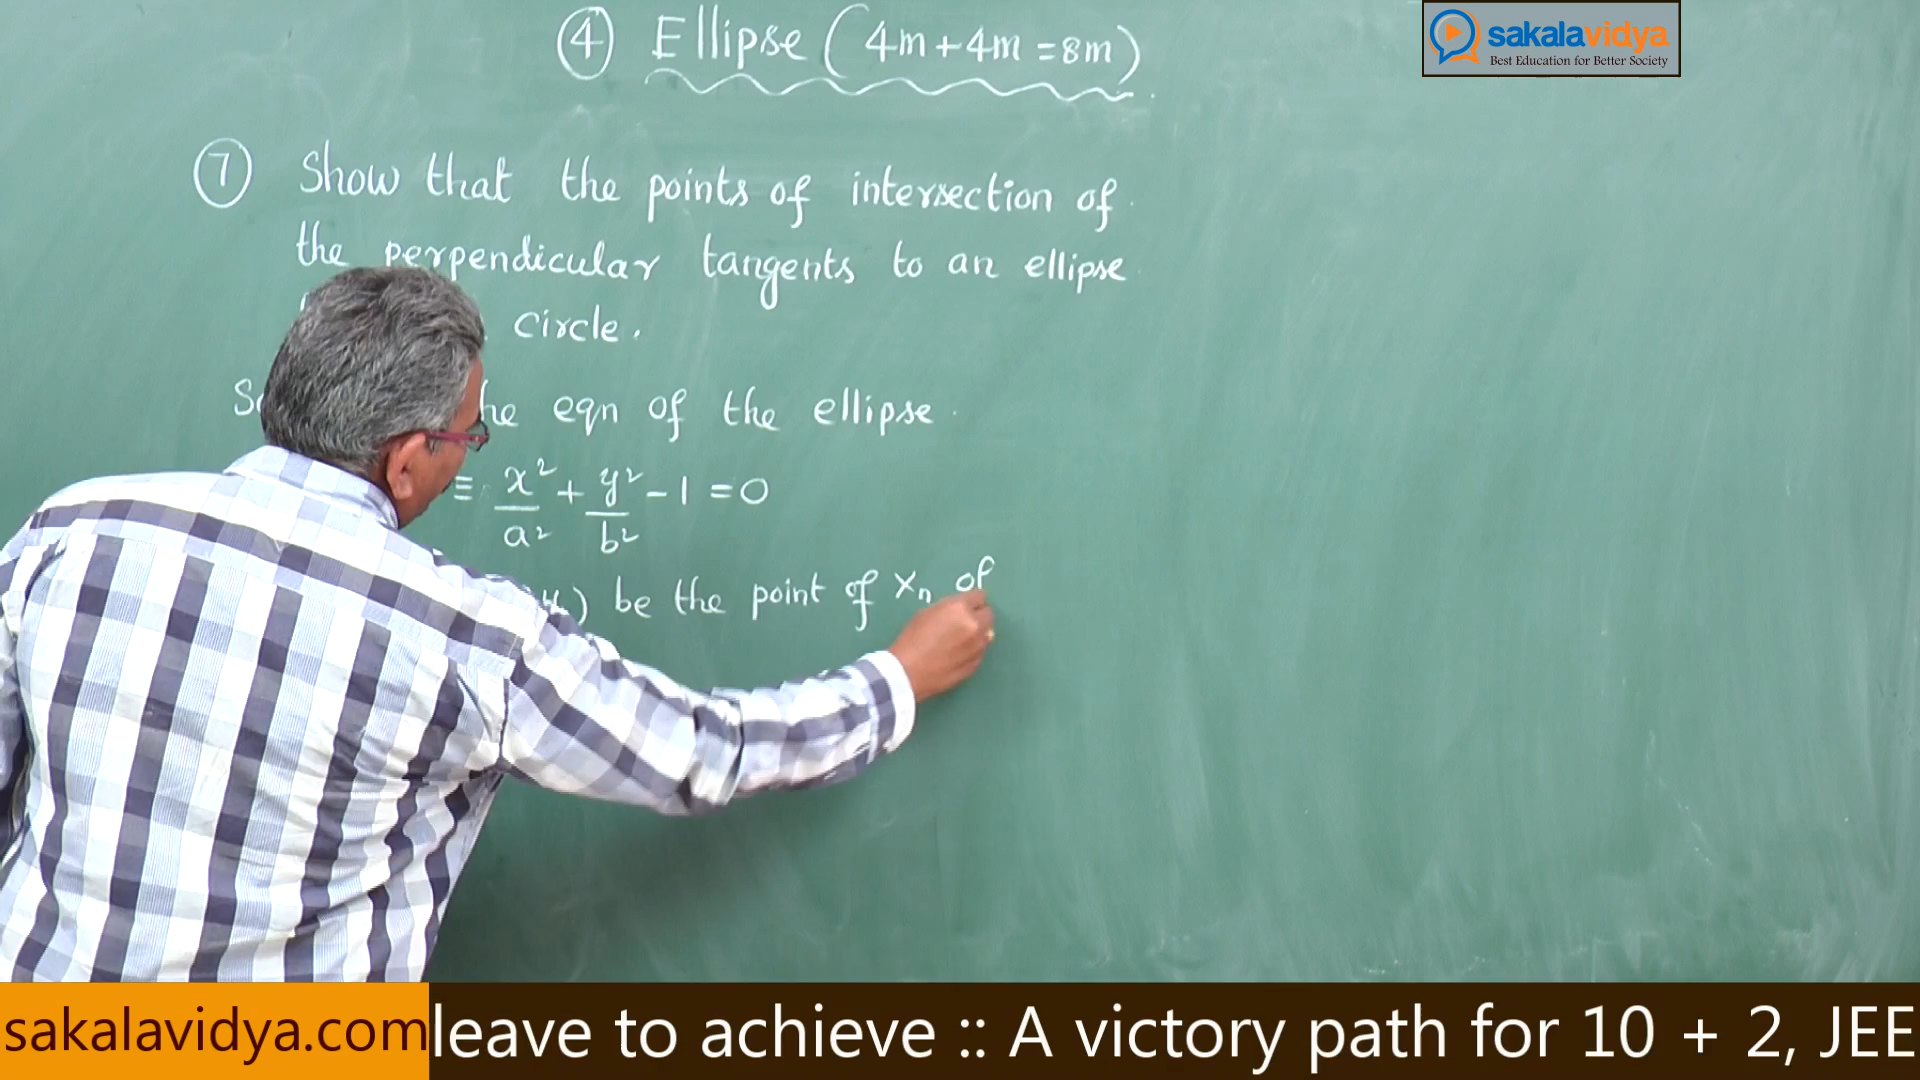 ④ Ellipse (4m+4m=8m)
sakalavidya
Best Education for Better Society
⑦ Show that the points of intersection of
the perpendicular tangents to an ellipse
circle.
eqn of the ellipse
≡ x²/a² + y²/b² - 1 = 0
) be the point of Xn of
sakalavidya.com leave to achieve :: A victory path for 10 + 2, JEE